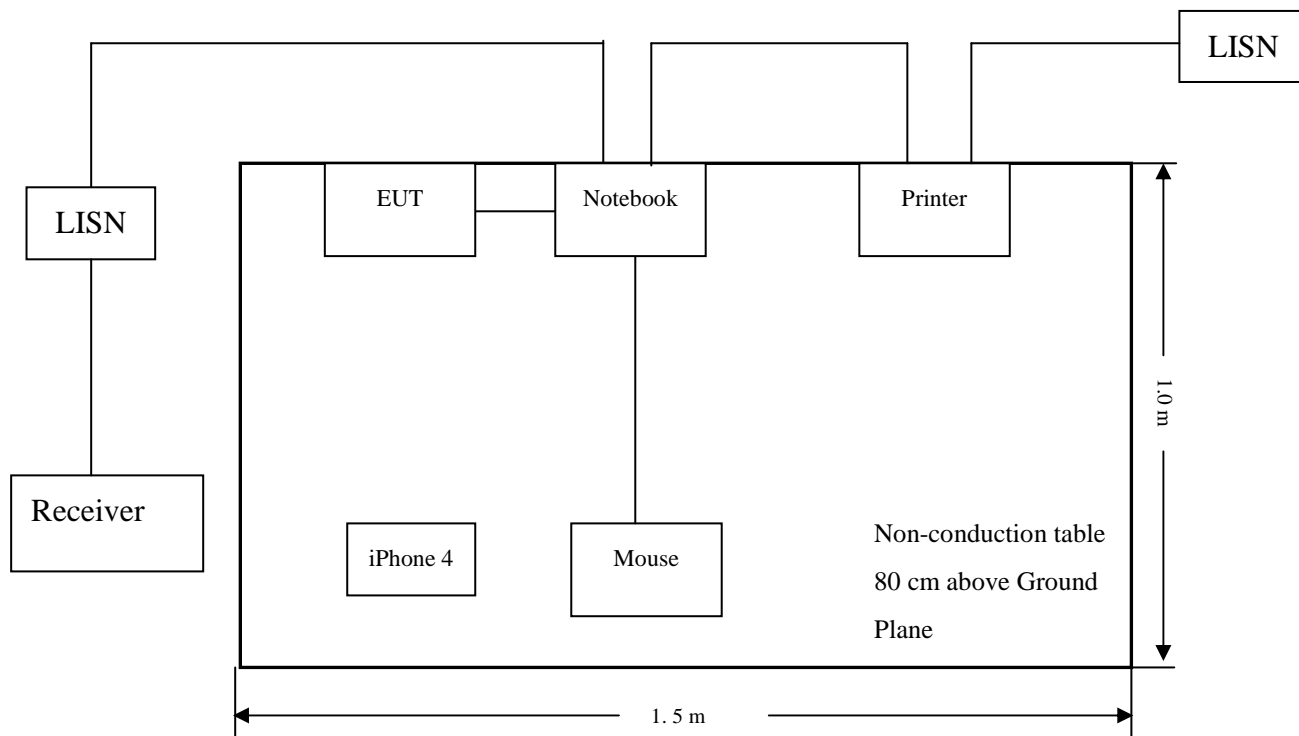 LISN
LISN
EUT
Notebook
Printer
1.0 m
Receiver
iPhone 4
Mouse
Non-conduction table
80 cm above Ground
Plane
1. 5 m